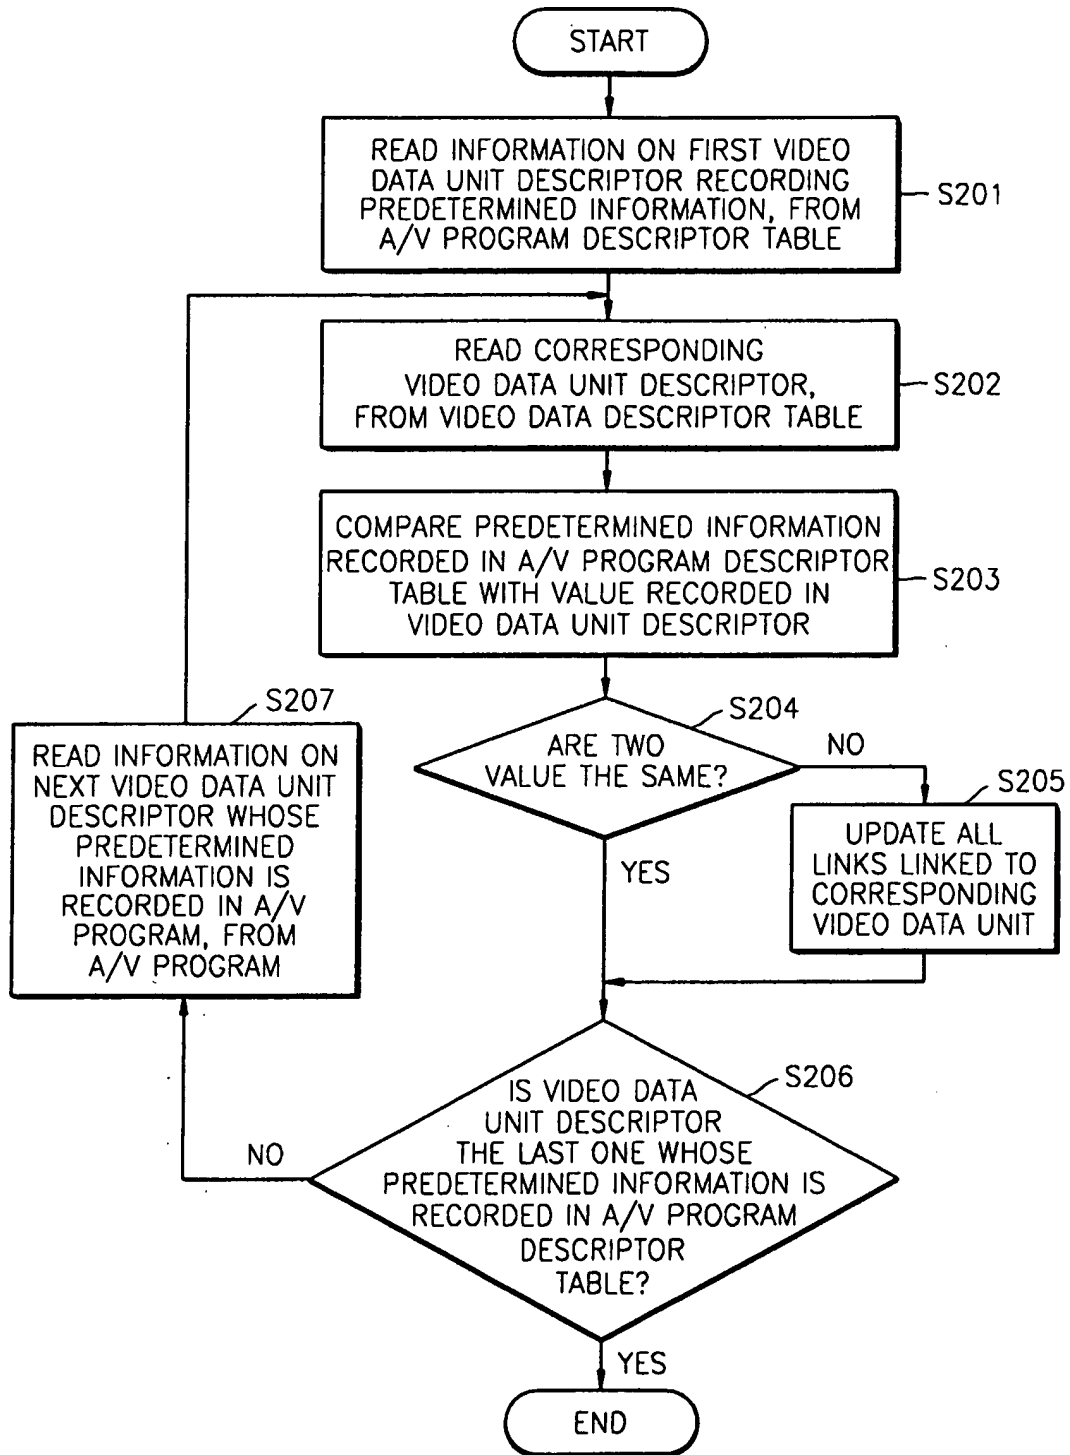 START
READ INFORMATION ON FIRST VIDEO
DATA UNIT DESCRIPTOR RECORDING
PREDETERMINED INFORMATION, FROM
A/V PROGRAM DESCRIPTOR TABLE
S201
READ CORRESPONDING
VIDEO DATA UNIT DESCRIPTOR,
FROM VIDEO DATA DESCRIPTOR TABLE
S202
COMPARE PREDETERMINED INFORMATION
RECORDED IN A/V PROGRAM DESCRIPTOR
TABLE WITH VALUE RECORDED IN
VIDEO DATA UNIT DESCRIPTOR
S203
S204
ARE TWO
VALUE THE SAME?
NO
YES
S205
UPDATE ALL
LINKS LINKED TO
CORRESPONDING
VIDEO DATA UNIT
S207
READ INFORMATION ON
NEXT VIDEO DATA UNIT
DESCRIPTOR WHOSE
PREDETERMINED
INFORMATION IS
RECORDED IN A/V
PROGRAM, FROM
A/V PROGRAM
S206
IS VIDEO DATA
UNIT DESCRIPTOR
THE LAST ONE WHOSE
PREDETERMINED INFORMATION IS
RECORDED IN A/V PROGRAM
DESCRIPTOR
TABLE?
NO
YES
END